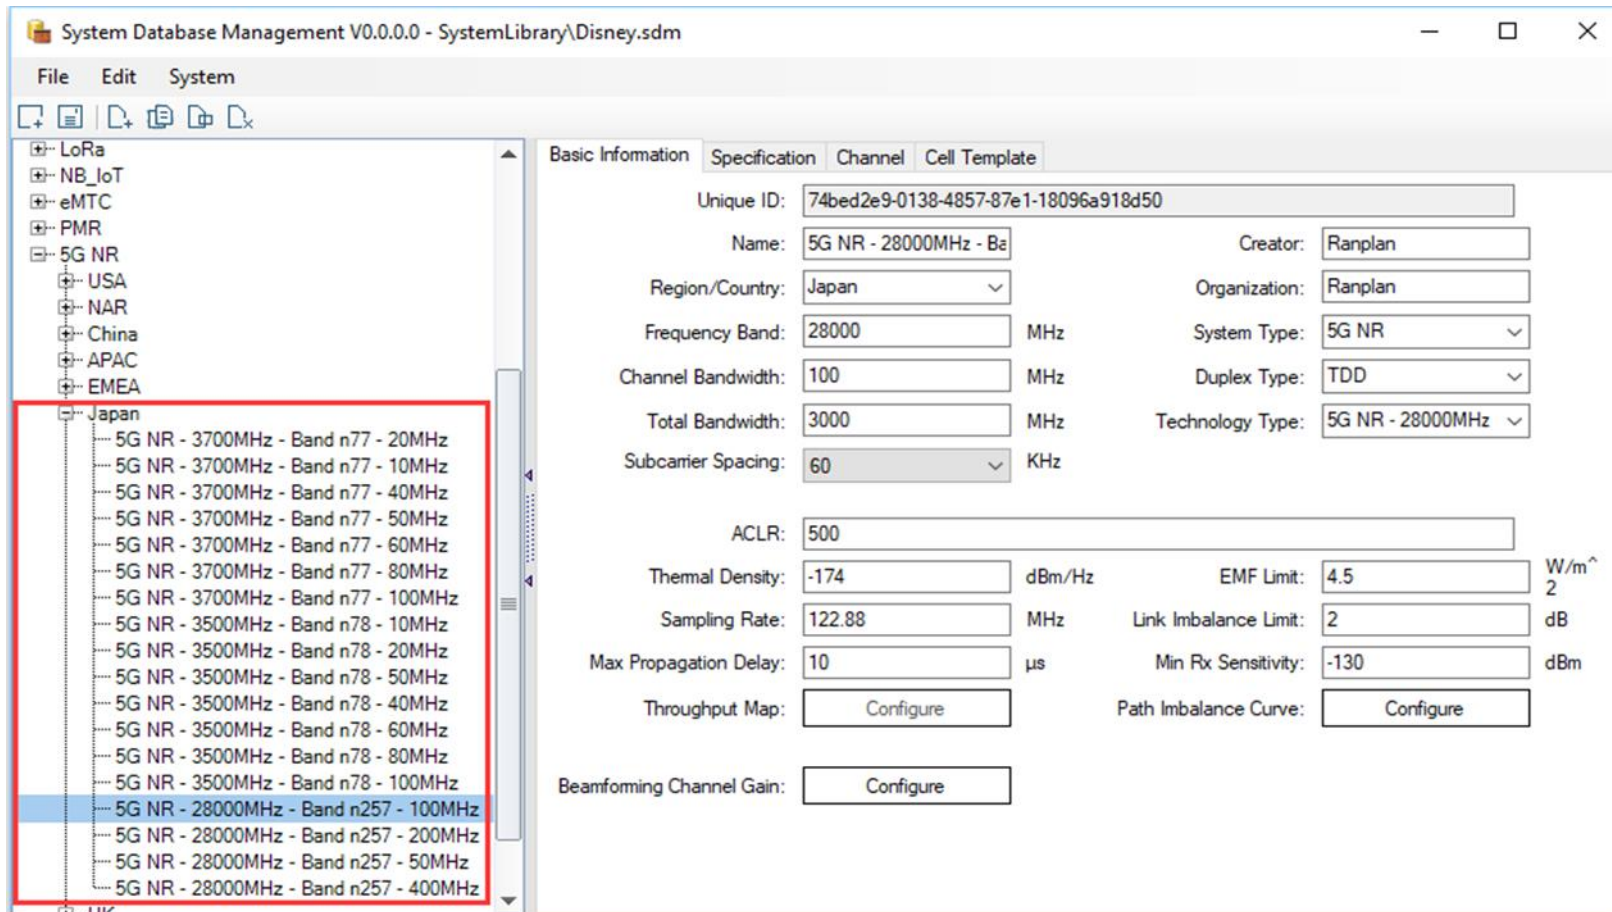 System Database Management V0.0.0.0 - SystemLibrary\Disney.sdm
File Edit System
LoRa
NB_IoT
eMTC
PMR
5G NR
USA
NAR
China
APAC
EMEA
Japan
5G NR - 3700MHz - Band n77 - 20MHz
5G NR - 3700MHz - Band n77 - 10MHz
5G NR - 3700MHz - Band n77 - 40MHz
5G NR - 3700MHz - Band n77 - 50MHz
5G NR - 3700MHz - Band n77 - 60MHz
5G NR - 3700MHz - Band n77 - 80MHz
5G NR - 3700MHz - Band n77 - 100MHz
5G NR - 3500MHz - Band n78 - 10MHz
5G NR - 3500MHz - Band n78 - 20MHz
5G NR - 3500MHz - Band n78 - 50MHz
5G NR - 3500MHz - Band n78 - 40MHz
5G NR - 3500MHz - Band n78 - 60MHz
5G NR - 3500MHz - Band n78 - 80MHz
5G NR - 3500MHz - Band n78 - 100MHz
5G NR - 28000MHz - Band n257 - 100MHz
5G NR - 28000MHz - Band n257 - 200MHz
5G NR - 28000MHz - Band n257 - 50MHz
5G NR - 28000MHz - Band n257 - 400MHz
Basic Information Specification Channel Cell Template
Unique ID: 74bed2e9-0138-4857-87e1-18096a918d50
Name: 5G NR - 28000MHz - Ba Creator: Ranplan
Region/Country: Japan Organization: Ranplan
Frequency Band: 28000 MHz System Type: 5G NR
Channel Bandwidth: 100 MHz Duplex Type: TDD
Total Bandwidth: 3000 MHz Technology Type: 5G NR - 28000MHz
Subcarrier Spacing: 60 KHz
ACLR: 500
Thermal Density: -174 dBm/Hz EMF Limit: 4.5 W/m^2
Sampling Rate: 122.88 MHz Link Imbalance Limit: 2 dB
Max Propagation Delay: 10 µs Min Rx Sensitivity: -130 dBm
Throughput Map: Configure Path Imbalance Curve: Configure
Beamforming Channel Gain: Configure